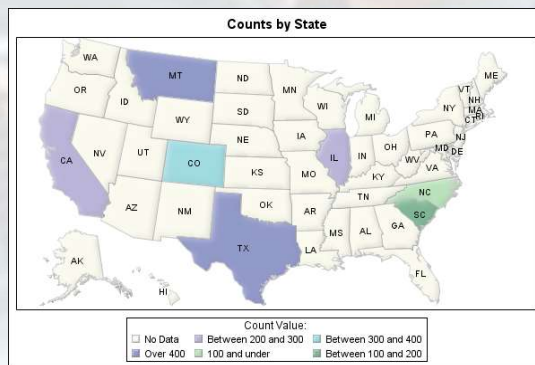 Counts by State
WA
MT
ND
MN
ME
OR
ID
WY
SD
WI
MI
VT
NH
NY
MA
CT
RI
NV
UT
CO
NE
IA
IL
IN
OH
PA
NJ
MD
DE
CA
KS
MO
KY
WV
VA
AZ
NM
OK
AR
TN
NC
SC
TX
LA
MS
AL
GA
FL
AK
HI
Count Value:
No Data
Between 200 and 300
Between 300 and 400
Over 400
100 and under
Between 100 and 200